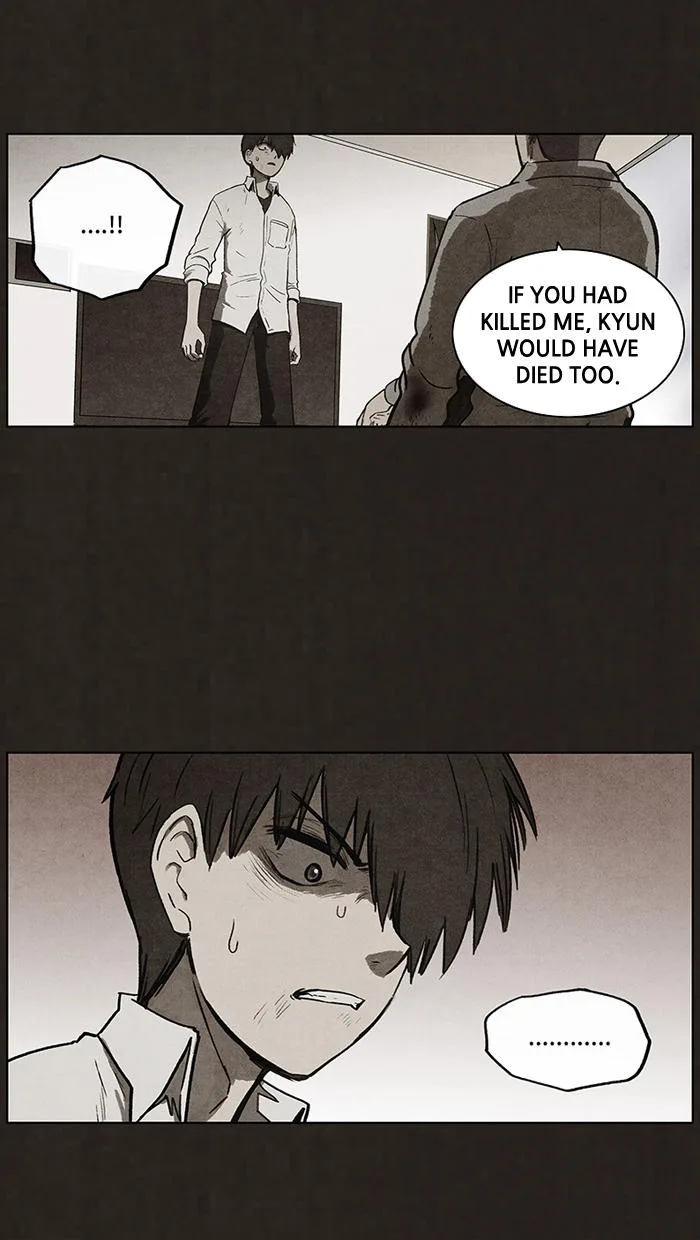 ....!!
IF YOU HAD
KILLED ME, KYUN
WOULD HAVE
DIED TOO.
............